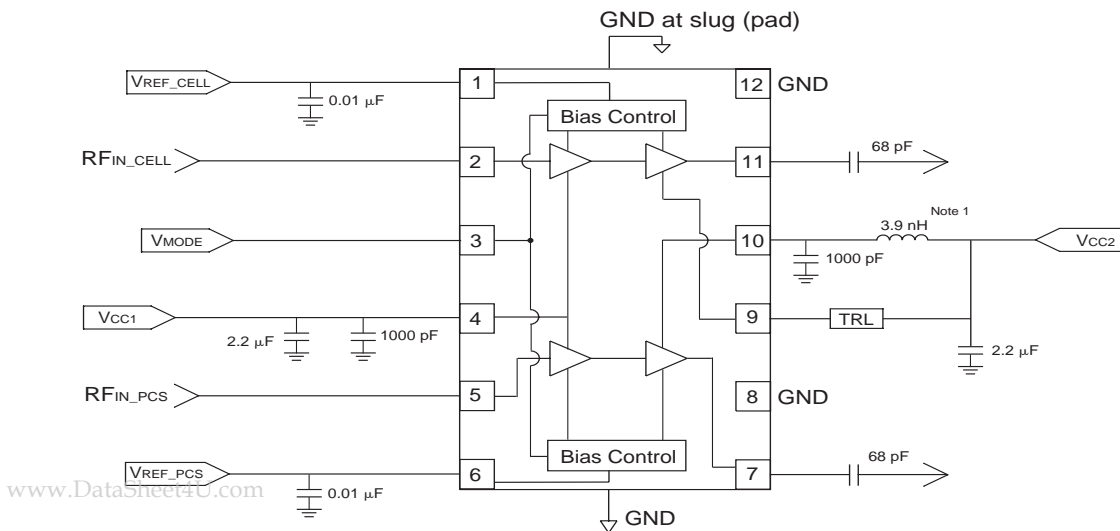 GND at slug (pad)
VREF_CELL
0.01 µF
1
12
GND
Bias Control
RFIN_CELL
2
11
68 pF
VMODE
3
10
3.9 nH
Note 1
1000 pF
VCC2
VCC1
2.2 µF
1000 pF
4
9
TRL
2.2 µF
RFIN_PCS
5
8
GND
VREF_PCS
0.01 µF
6
Bias Control
7
68 pF
www.DataSheet4U.com
GND